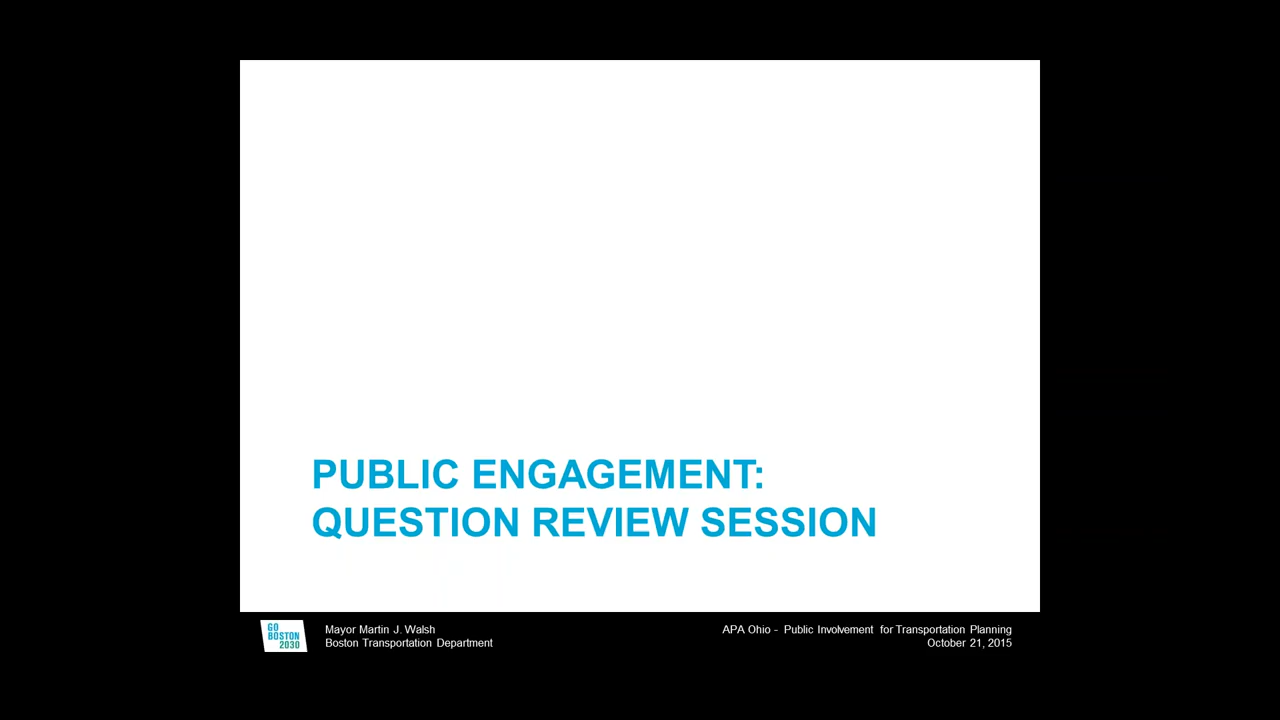 PUBLIC ENGAGEMENT:
QUESTION REVIEW SESSION
GO
BOSTON
2030
Mayor Martin J. Walsh
Boston Transportation Department
APA Ohio - Public Involvement for Transportation Planning
October 21, 2015